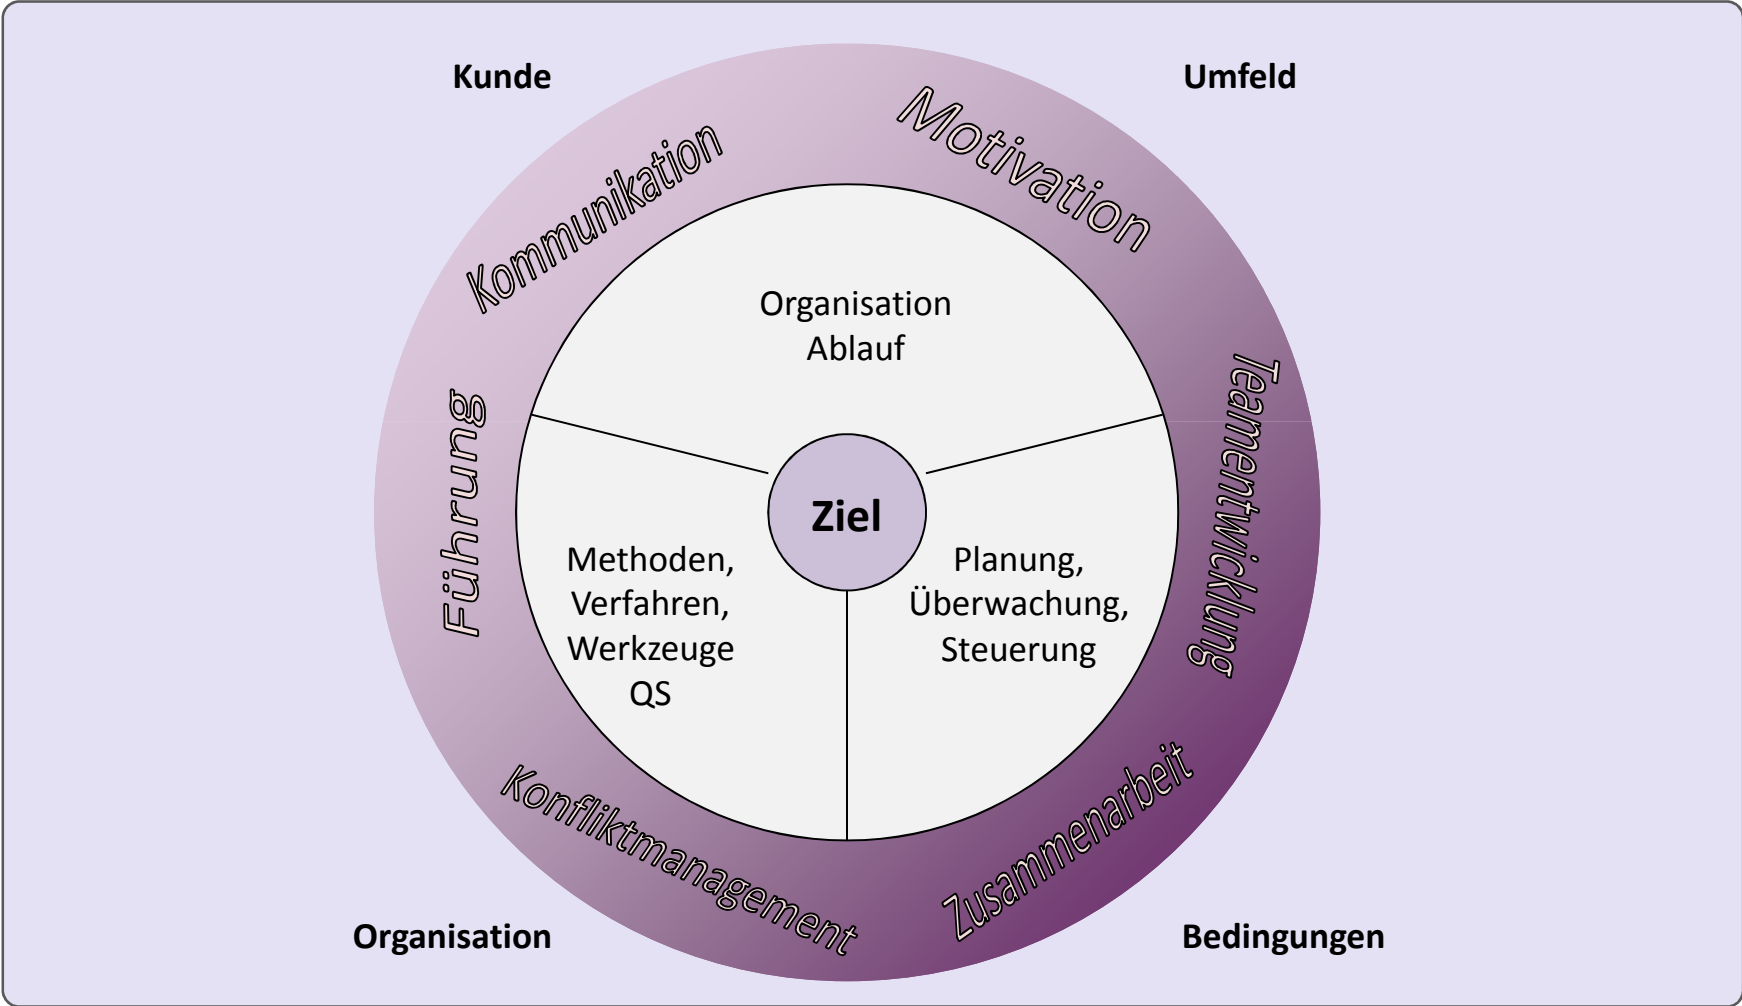 Kunde
Umfeld
Motivation
Kommunikation
Organisation
Ablauf
Teamentwicklung
Führung
Ziel
Methoden,
Verfahren,
Werkzeuge
QS
Planung,
Überwachung,
Steuerung
Konfliktmanagement
Zusammenarbeit
Organisation
Bedingungen